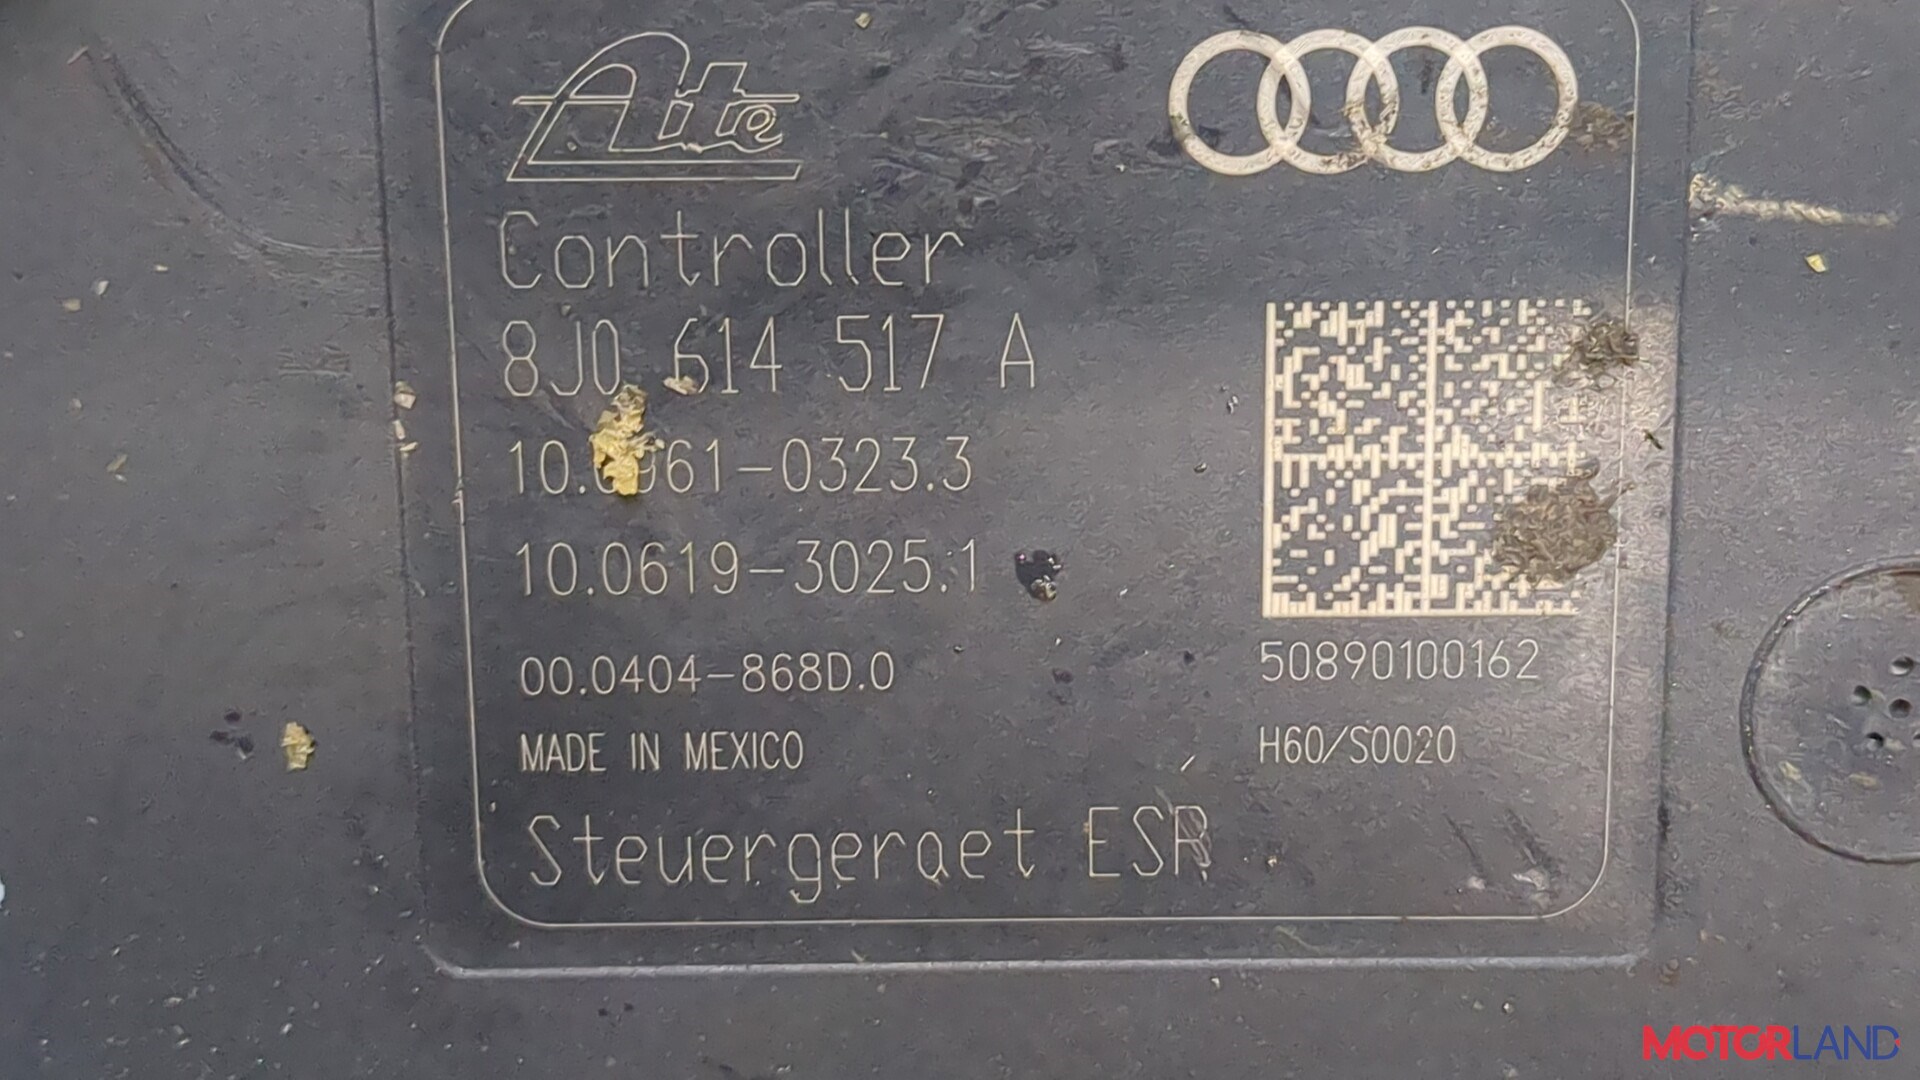 Ate
Controller
8J0 614 517 A
10.0961-0323.3
10.0619-3025.1
00.0404-868D.0
50890100162
MADE IN MEXICO
H60/S0020
Steuergeraet ESP
MOTORLAND